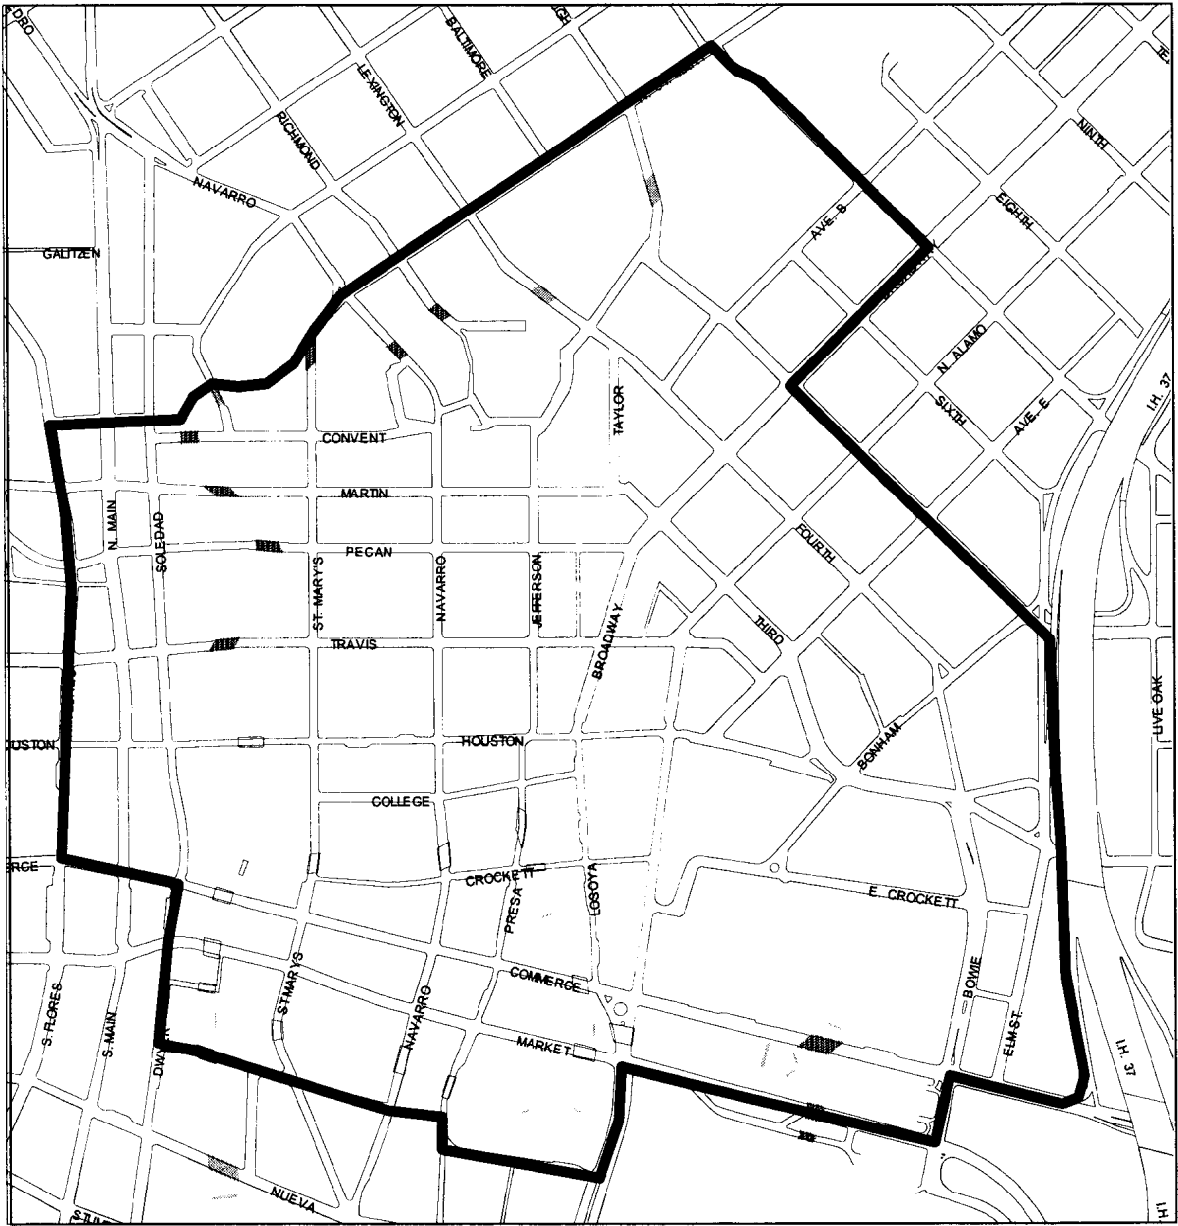 BALTIMORE
LEXINGTON
RICHMOND
NAVARRO
GALITZEN
NINTH
EIGHTH
AVE. B
N. ALAMO
SIXTH
AVE. E
I.H. 37
TAYLOR
CONVENT
MARTIN
N. MAIN
SOLEDAD
PECAN
FOURTH
ST. MARY'S
NAVARRO
JEFFERSON
BROADWAY
THIRD
TRAVIS
LIVE OAK
OUSTON
HOUSTON
BONHAM
COLLEGE
ERCE
CROCKETT
PRESA
LOSOYA
E. CROCKETT
ST.MARYS
COMMERCE
BOWIE
S. FLORES
S. MAIN
NAVARRO
MARKET
ELM ST.
I.H. 37
NUEVA
I.H.